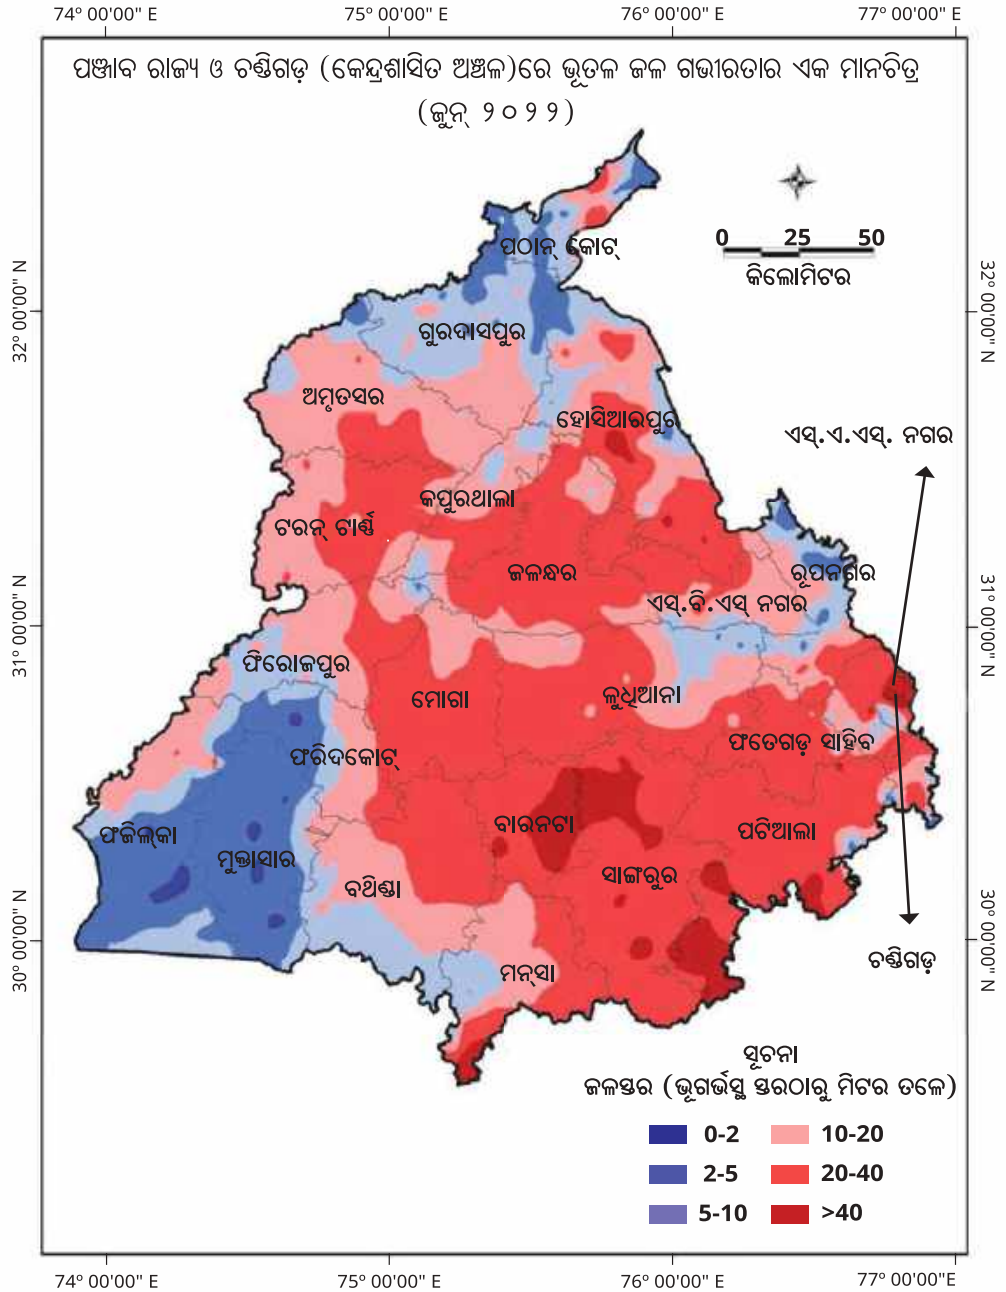 74° 00'00" E 75° 00'00" E 76° 00'00" E 77° 00'00" E
ପଞ୍ଜାବ ରାଜ୍ୟ ଓ ଚଣ୍ଡିଗଡ଼ (କେନ୍ଦ୍ରଶାସିତ ଅଞ୍ଚଳ)ରେ ଭୂତଳ ଜଳ ଗଭୀରତାର ଏକ ମାନଚିତ୍ର
(ଜୁନ୍ ୨୦୨୨)
0 25 50
କିଲୋମିଟର
ପଠାନ୍ କୋଟ୍
32° 00'00" N 32° 00'00" N
ଗୁରଦାସପୁର
ଅମୃତସର
ହୋସିଆରପୁର
ଏସ୍.ଏ.ଏସ୍. ନଗର
କପୁରଥାଲା
ଟରନ୍ ଟାର୍ଣ୍ଣ
ଜଳନ୍ଧର
ରୂପନଗର
ଏସ୍.ବି.ଏସ୍ ନଗର
31° 00'00" N 31° 00'00" N
ଫିରୋଜପୁର
ମୋଗା
ଲୁଧିଆନା
ଫତେଗଡ଼ ସାହିବ
ଫରିଦକୋଟ୍
ଫଜିଲ୍କା
ବାରନଟା
ପଟିଆଲା
ମୁକ୍ତାସାର
ସାଙ୍ଗରୁର
ବଥିଣ୍ଡା
30° 00'00" N 30° 00'00" N
ମନ୍‌ସା
ଚଣ୍ଡିଗଡ଼
ସୂଚନା
ଜଳସ୍ତର (ଭୂଗର୍ଭସ୍ଥ ସ୍ତରଠାରୁ ମିଟର ତଳେ)
0-2 10-20
2-5 20-40
5-10 >40
74° 00'00" E 75° 00'00" E 76° 00'00" E 77° 00'00" E